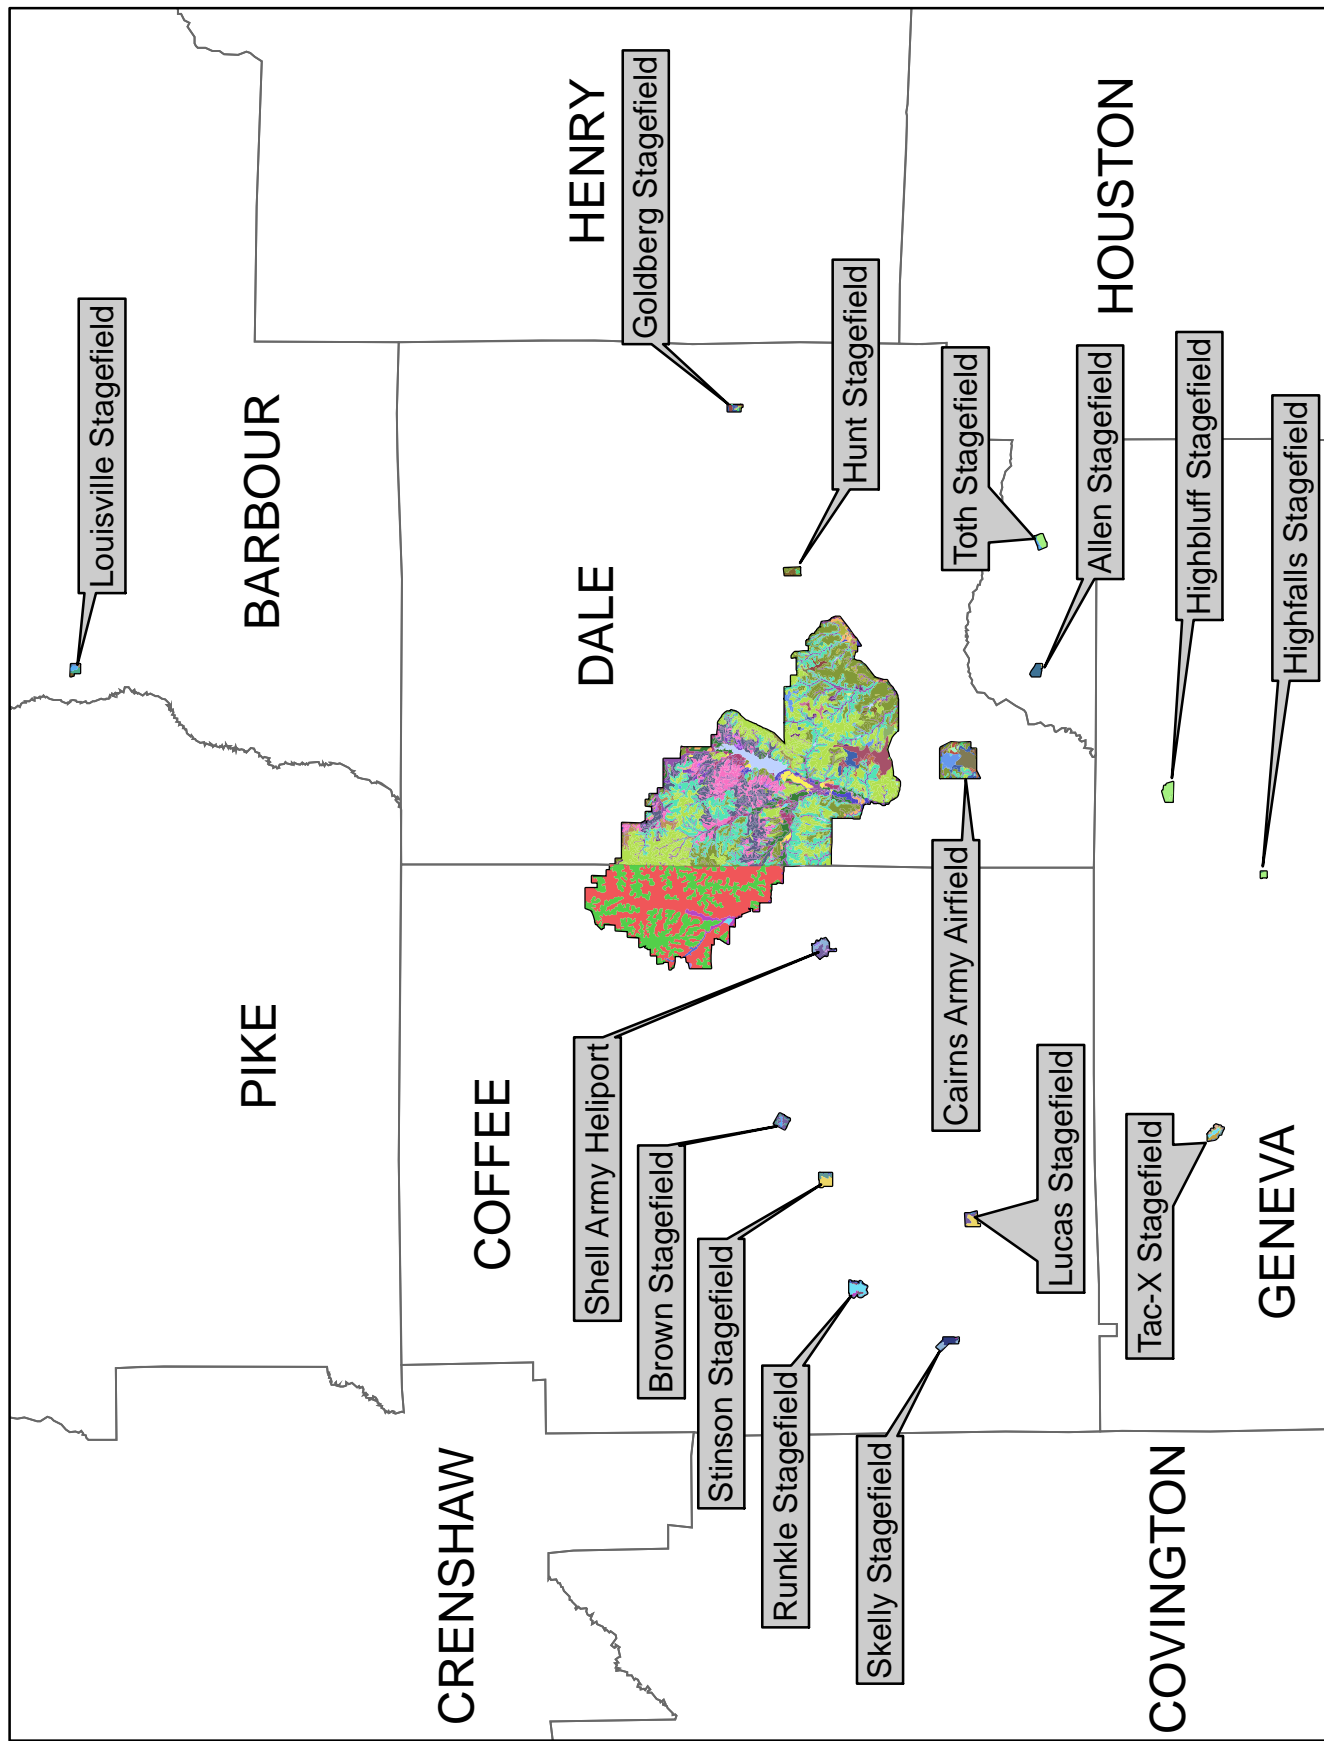 Louisville Stagefield
BARBOUR
PIKE
CRENSHAW
COFFEE
DALE
HENRY
Goldberg Stagefield
Shell Army Heliport
Brown Stagefield
Stinson Stagefield
Runkle Stagefield
Hunt Stagefield
Skelly Stagefield
Cairns Army Airfield
Toth Stagefield
Lucas Stagefield
Allen Stagefield
HOUSTON
Tac-X Stagefield
COVINGTON
Highbluff Stagefield
GENEVA
Highfalls Stagefield